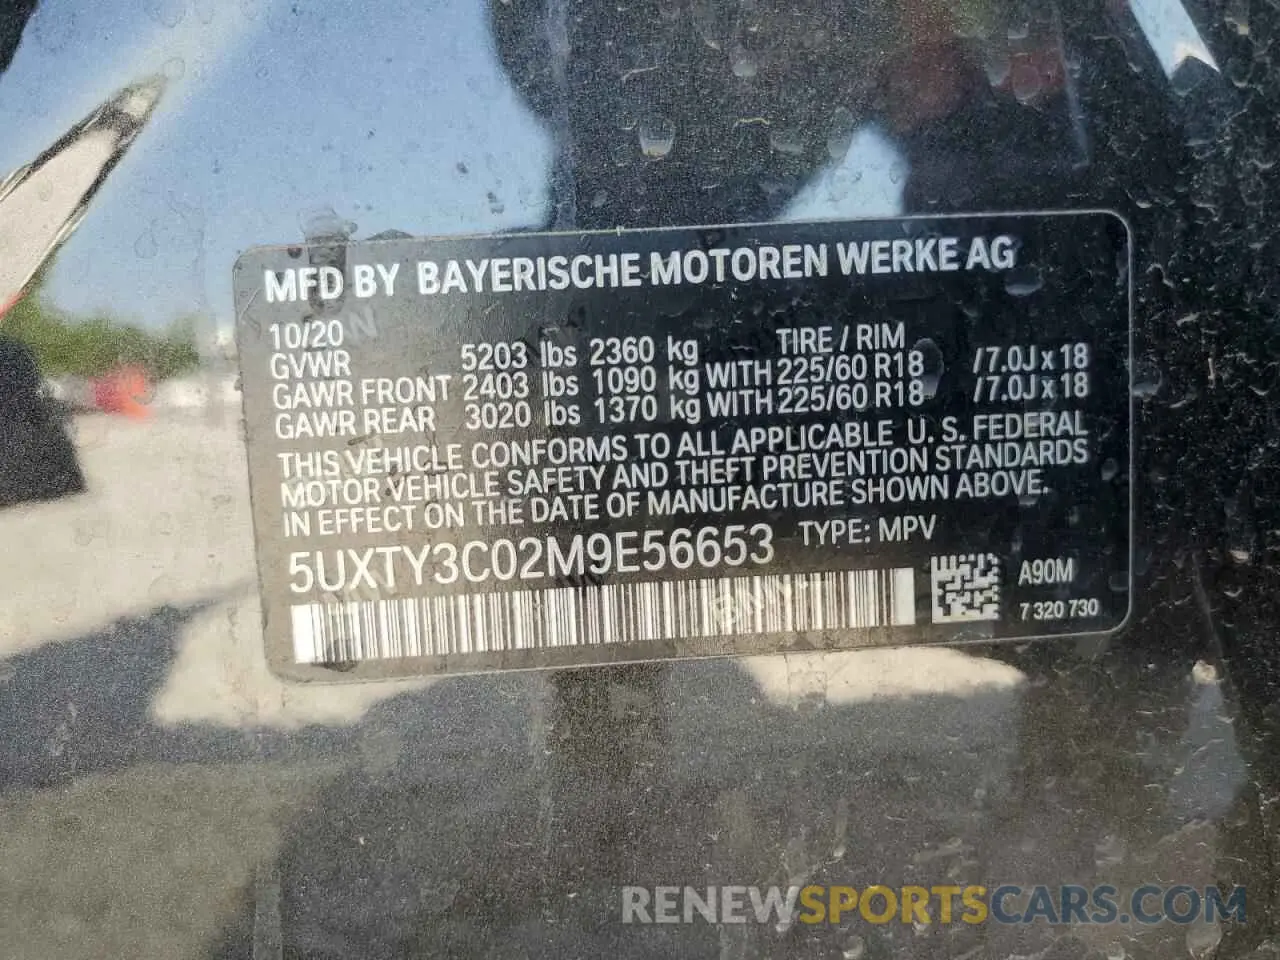 MFD BY BAYERISCHE MOTOREN WERKE AG
10/20
GVWR 5203 lbs 2360 kg TIRE / RIM
GAWR FRONT 2403 lbs 1090 kg WITH 225/60 R18 /7.0J x 18
GAWR REAR 3020 lbs 1370 kg WITH 225/60 R18 /7.0J x 18
THIS VEHICLE CONFORMS TO ALL APPLICABLE U. S. FEDERAL
MOTOR VEHICLE SAFETY AND THEFT PREVENTION STANDARDS
IN EFFECT ON THE DATE OF MANUFACTURE SHOWN ABOVE.
5UXTY3C02M9E56653 TYPE: MPV
A90M
7 320 730
RENEWSPORTSCARS.COM